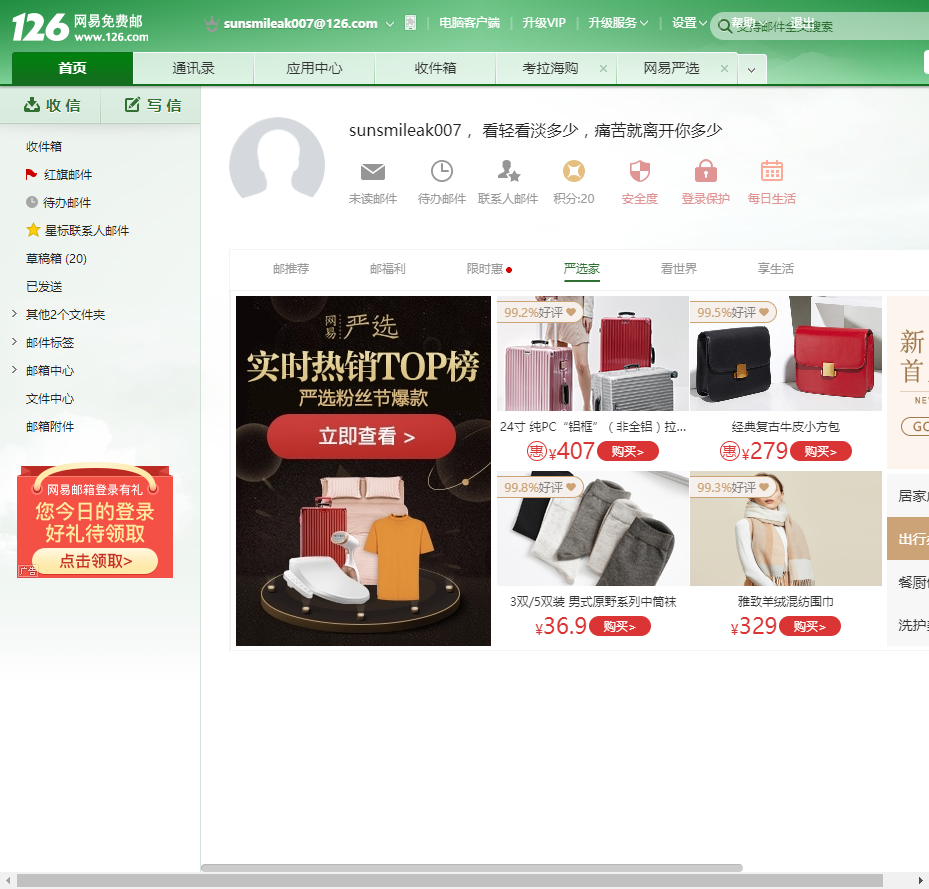 126 网易免费邮
www.126.com
sunsmileak007@126.com
电脑客户端
升级VIP
升级服务
设置
帮助
退出
支持邮件全文搜索
首页
通讯录
应用中心
收件箱
考拉海购
网易严选
收 信
写 信
收件箱
红旗邮件
待办邮件
星标联系人邮件
草稿箱 (20)
已发送
其他2个文件夹
邮件标签
邮箱中心
文件中心
邮箱附件
网易邮箱登录有礼
您今日的登录
好礼待领取
点击领取>
广告
sunsmileak007 ， 看轻看淡多少，痛苦就离开你多少
未读邮件
待办邮件
联系人邮件
积分:20
安全度
登录保护
每日生活
邮推荐
邮福利
限时惠
严选家
看世界
享生活
网易 严选
实时热销TOP榜
严选粉丝节爆款
立即查看 >
99.2%好评
24寸 纯PC“铝框”（非全铝）拉...
惠 ¥407 购买>
99.5%好评
经典复古牛皮小方包
惠 ¥279 购买>
99.8%好评
3双/5双装 男式原野系列中筒袜
¥36.9 购买>
99.3%好评
雅致羊绒混纺围巾
¥329 购买>
新
首
NE
GO
居家
出行
餐厨
洗护